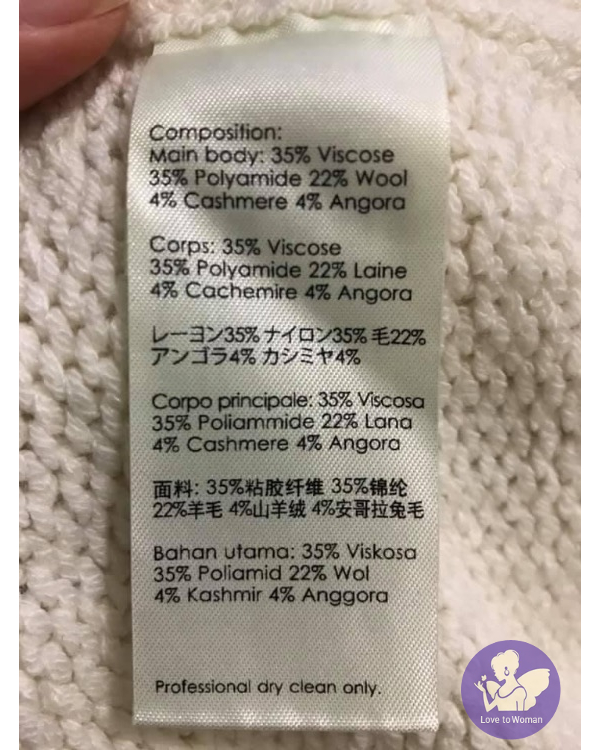 Composition:
Main body: 35% Viscose
35% Polyamide 22% Wool
4% Cashmere 4% Angora
Corps: 35% Viscose
35% Polyamide 22% Laine
4% Cachemire 4% Angora
レーヨン35% ナイロン35% 毛22%
アンゴラ4% カシミヤ4%
Corpo principale: 35% Viscosa
35% Poliammide 22% Lana
4% Cashmere 4% Angora
面料: 35%粘胶纤维 35%锦纶
22%羊毛 4%山羊绒 4%安哥拉兔毛
Bahan utama: 35% Viskosa
35% Poliamid 22% Wol
4% Kashmir 4% Anggora
Professional dry clean only.
Love to Woman